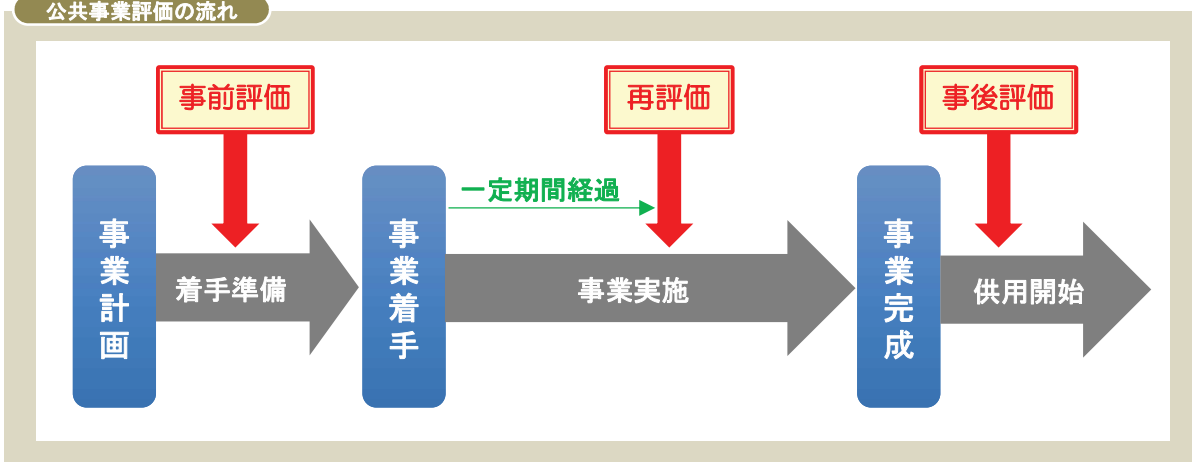 公共事業評価の流れ
事前評価
再評価
事後評価
一定期間経過
事業計画
着手準備
事業着手
事業実施
事業完成
供用開始